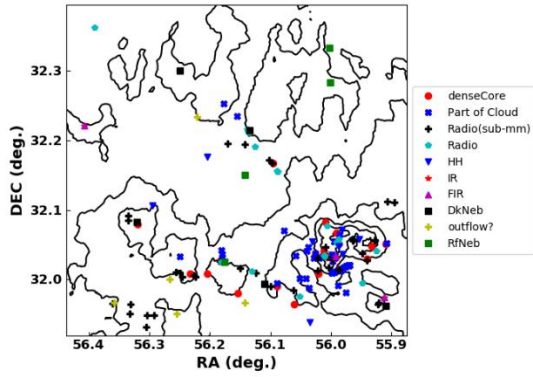 32.3
32.2
32.1
32.0
DEC (deg.)
56.4 56.3 56.2 56.1 56.0 55.9
RA (deg.)
denseCore
Part of Cloud
Radio(sub-mm)
Radio
HH
IR
FIR
DkNeb
outflow?
RfNeb